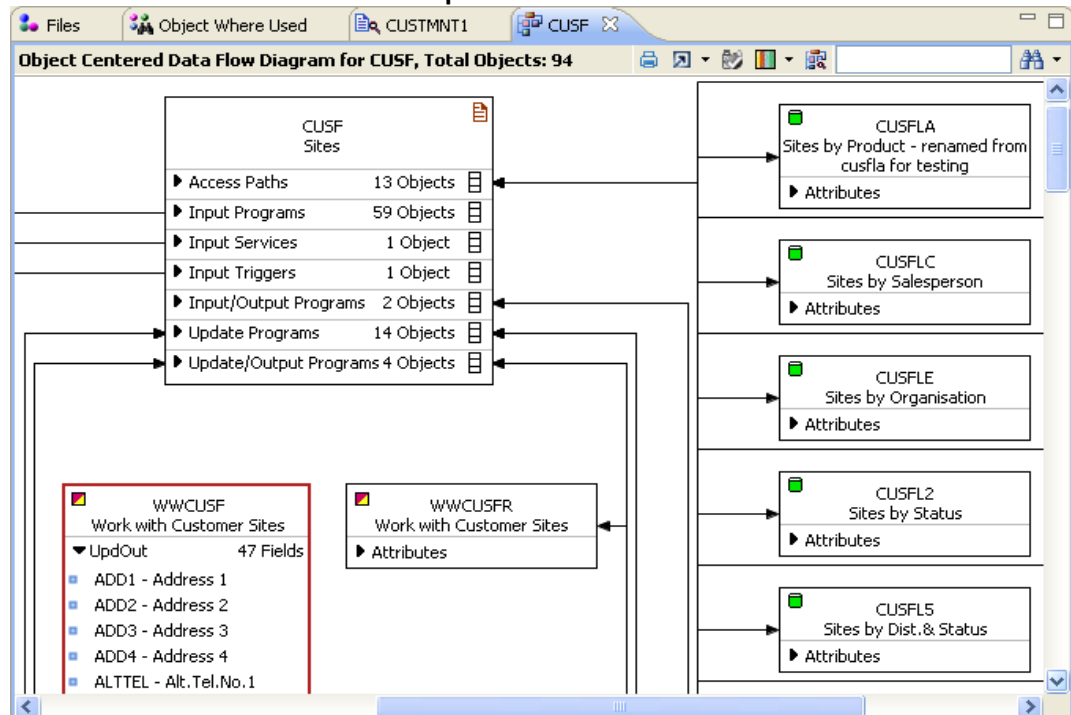 Files
Object Where Used
CUSTMNT1
CUSF
Object Centered Data Flow Diagram for CUSF, Total Objects: 94
CUSF
Sites
Access Paths 13 Objects
Input Programs 59 Objects
Input Services 1 Object
Input Triggers 1 Object
Input/Output Programs 2 Objects
Update Programs 14 Objects
Update/Output Programs 4 Objects
WWCUSF
Work with Customer Sites
UpdOut 47 Fields
ADD1 - Address 1
ADD2 - Address 2
ADD3 - Address 3
ADD4 - Address 4
ALTTEL - Alt.Tel.No.1
WWCUSFR
Work with Customer Sites
Attributes
CUSFLA
Sites by Product - renamed from
cusfla for testing
Attributes
CUSFLC
Sites by Salesperson
Attributes
CUSFLE
Sites by Organisation
Attributes
CUSFL2
Sites by Status
Attributes
CUSFL5
Sites by Dist.& Status
Attributes